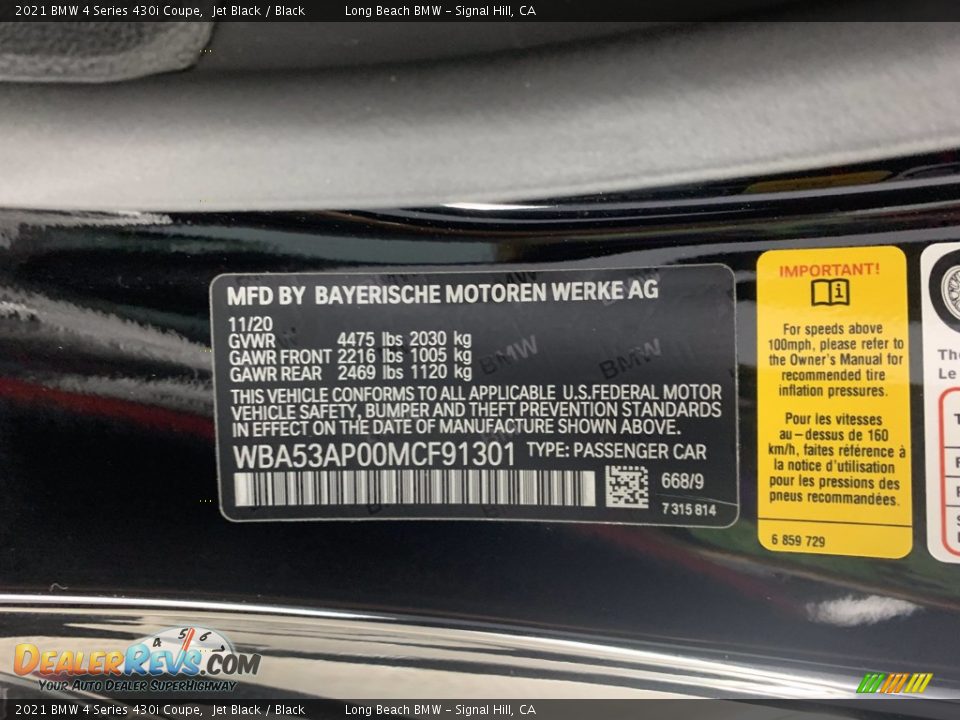 2021 BMW 4 Series 430i Coupe, Jet Black / Black Long Beach BMW - Signal Hill, CA
MFD BY BAYERISCHE MOTOREN WERKE AG
11/20
GVWR 4475 lbs 2030 kg
GAWR FRONT 2216 lbs 1005 kg
GAWR REAR 2469 lbs 1120 kg
THIS VEHICLE CONFORMS TO ALL APPLICABLE U.S.FEDERAL MOTOR
VEHICLE SAFETY, BUMPER AND THEFT PREVENTION STANDARDS
IN EFFECT ON THE DATE OF MANUFACTURE SHOWN ABOVE.
WBA53AP00MCF91301 TYPE: PASSENGER CAR
668/9
7 315 814
BMW BMW
IMPORTANT!
For speeds above
100mph, please refer to
the Owner's Manual for
recommended tire
inflation pressures.
Pour les vitesses
au-dessus de 160
km/h, faites référence à
la notice d'utilisation
pour les pressions des
pneus recommandées.
6 859 729
Le
4 5 6
DEALERREVS.COM
YOUR AUTO DEALER SUPERHIGHWAY
2021 BMW 4 Series 430i Coupe, Jet Black / Black Long Beach BMW - Signal Hill, CA